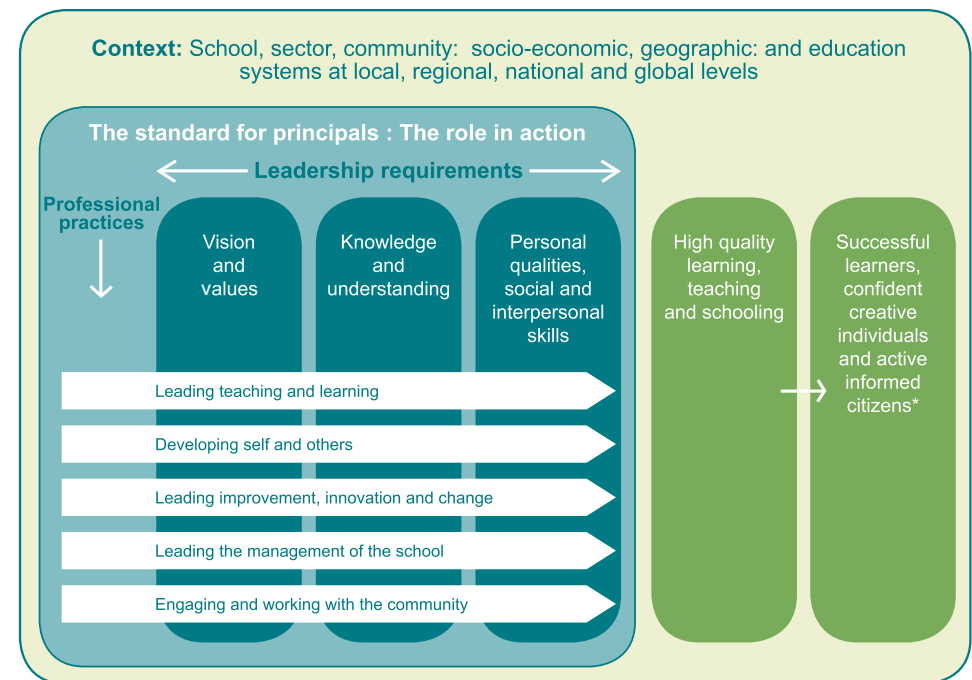 Context: School, sector, community:  socio-economic, geographic: and education
systems at local, regional, national and global levels
The standard for principals : The role in action
Leadership requirements
Professional
practices
Vision
and
values
Knowledge
and
understanding
Personal
qualities,
social and
interpersonal
skills
High quality
learning,
teaching
and schooling
Successful
learners,
confident
creative
individuals
and active
informed
citizens*
Leading teaching and learning
Developing self and others
Leading improvement, innovation and change
Leading the management of the school
Engaging and working with the community